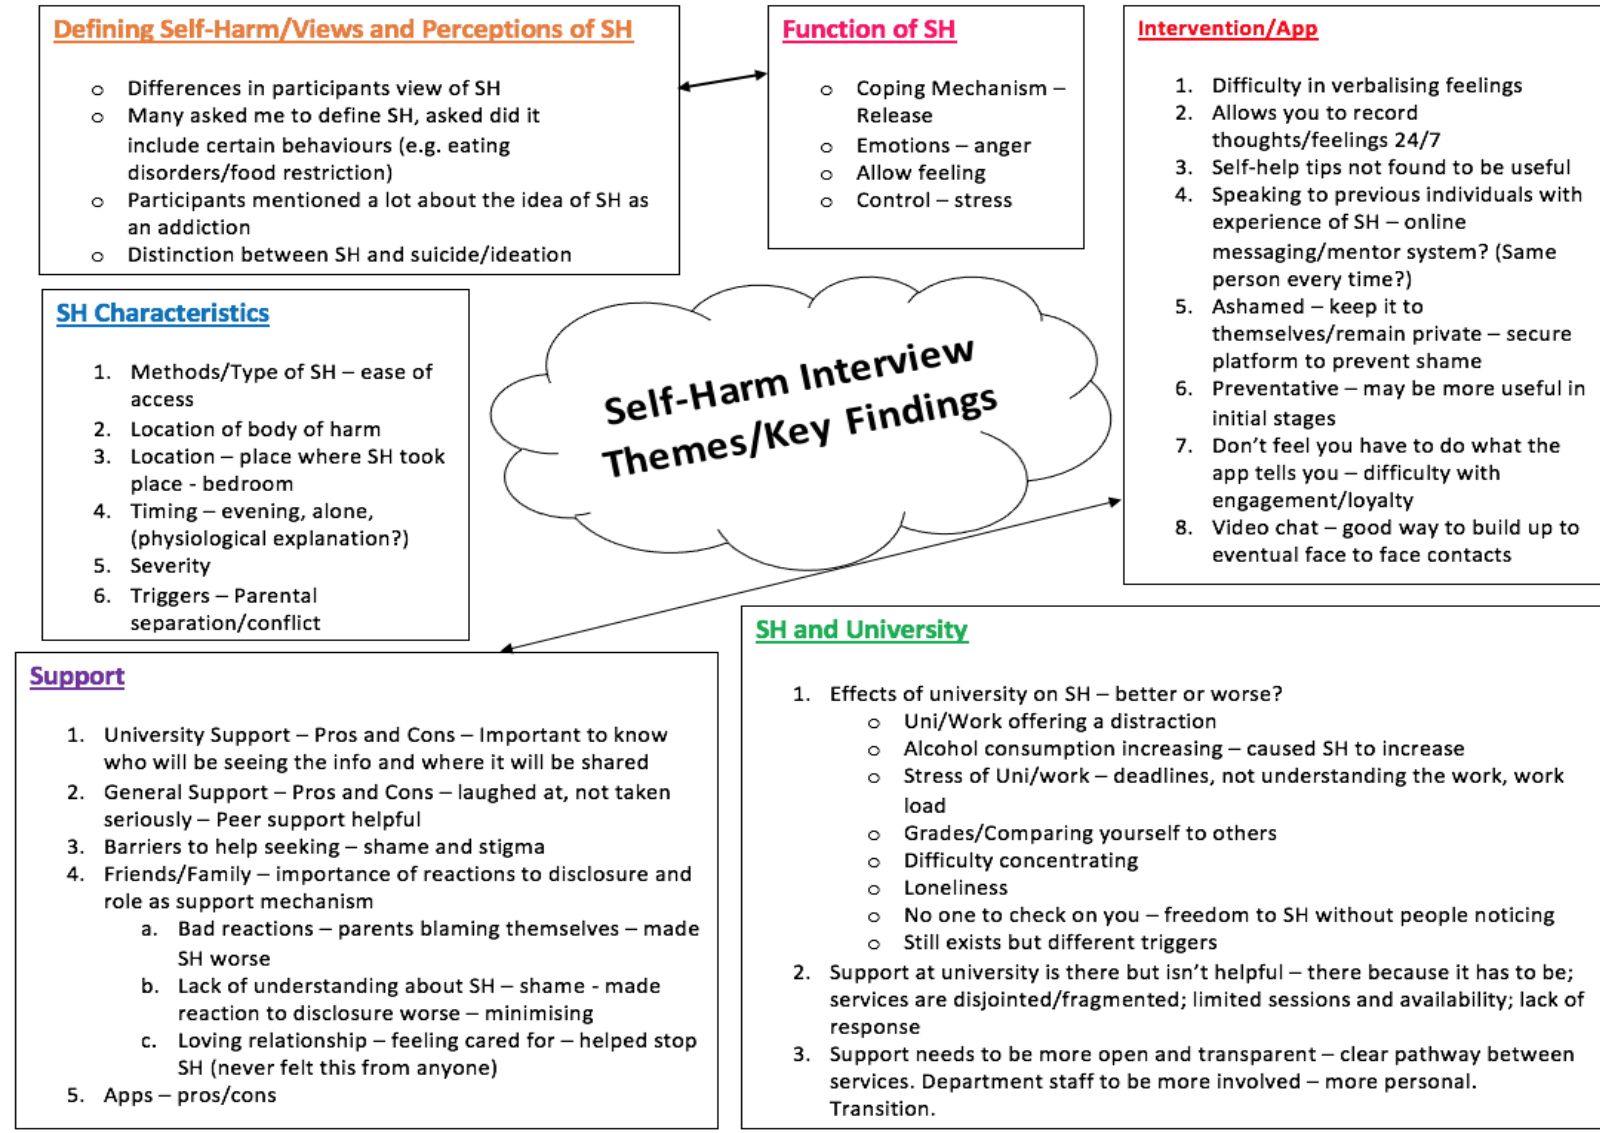 Defining Self-Harm/Views and Perceptions of SH
o Differences in participants view of SH
o Many asked me to define SH, asked did it
include certain behaviours (e.g. eating
disorders/food restriction)
o Participants mentioned a lot about the idea of SH as
an addiction
o Distinction between SH and suicide/ideation
Function of SH
o Coping Mechanism –
Release
o Emotions – anger
o Allow feeling
o Control – stress
Intervention/App
1. Difficulty in verbalising feelings
2. Allows you to record
thoughts/feelings 24/7
3. Self-help tips not found to be useful
4. Speaking to previous individuals with
experience of SH – online
messaging/mentor system? (Same
person every time?)
5. Ashamed – keep it to
themselves/remain private – secure
platform to prevent shame
6. Preventative – may be more useful in
initial stages
7. Don’t feel you have to do what the
app tells you – difficulty with
engagement/loyalty
8. Video chat – good way to build up to
eventual face to face contacts
SH Characteristics
1. Methods/Type of SH – ease of
access
2. Location of body of harm
3. Location – place where SH took
place - bedroom
4. Timing – evening, alone,
(physiological explanation?)
5. Severity
6. Triggers – Parental
separation/conflict
Self-Harm Interview
Themes/Key Findings
Support
1. University Support – Pros and Cons – Important to know
who will be seeing the info and where it will be shared
2. General Support – Pros and Cons – laughed at, not taken
seriously – Peer support helpful
3. Barriers to help seeking – shame and stigma
4. Friends/Family – importance of reactions to disclosure and
role as support mechanism
a. Bad reactions – parents blaming themselves – made
SH worse
b. Lack of understanding about SH – shame - made
reaction to disclosure worse – minimising
c. Loving relationship – feeling cared for – helped stop
SH (never felt this from anyone)
5. Apps – pros/cons
SH and University
1. Effects of university on SH – better or worse?
o Uni/Work offering a distraction
o Alcohol consumption increasing – caused SH to increase
o Stress of Uni/work – deadlines, not understanding the work, work
load
o Grades/Comparing yourself to others
o Difficulty concentrating
o Loneliness
o No one to check on you – freedom to SH without people noticing
o Still exists but different triggers
2. Support at university is there but isn’t helpful – there because it has to be;
services are disjointed/fragmented; limited sessions and availability; lack of
response
3. Support needs to be more open and transparent – clear pathway between
services. Department staff to be more involved – more personal.
Transition.